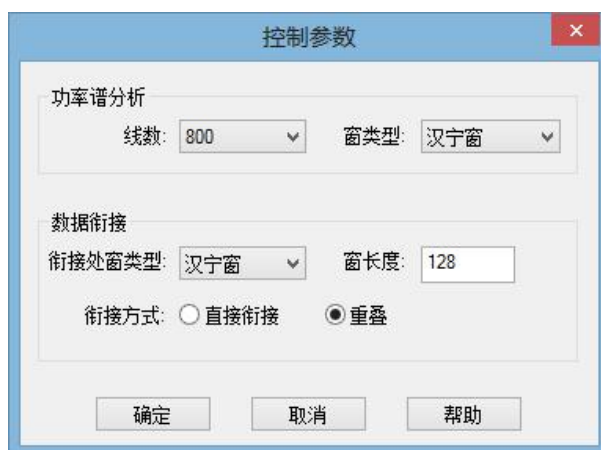 控制参数
功率谱分析
线数: 800 窗类型: 汉宁窗
数据衔接
衔接处窗类型: 汉宁窗 窗长度: 128
衔接方式: 直接衔接 重叠
确定 取消 帮助